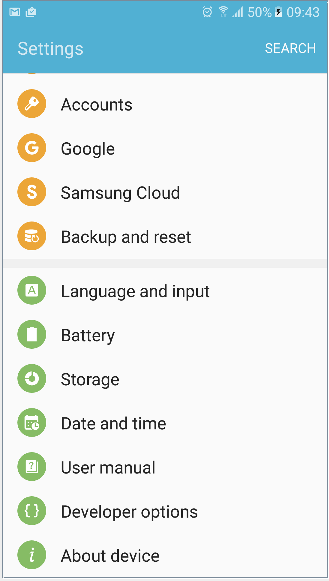 50% 09:43
Settings SEARCH
Accounts
G Google
S Samsung Cloud
Backup and reset
A Language and input
Battery
Storage
Date and time
? User manual
{ } Developer options
i About device